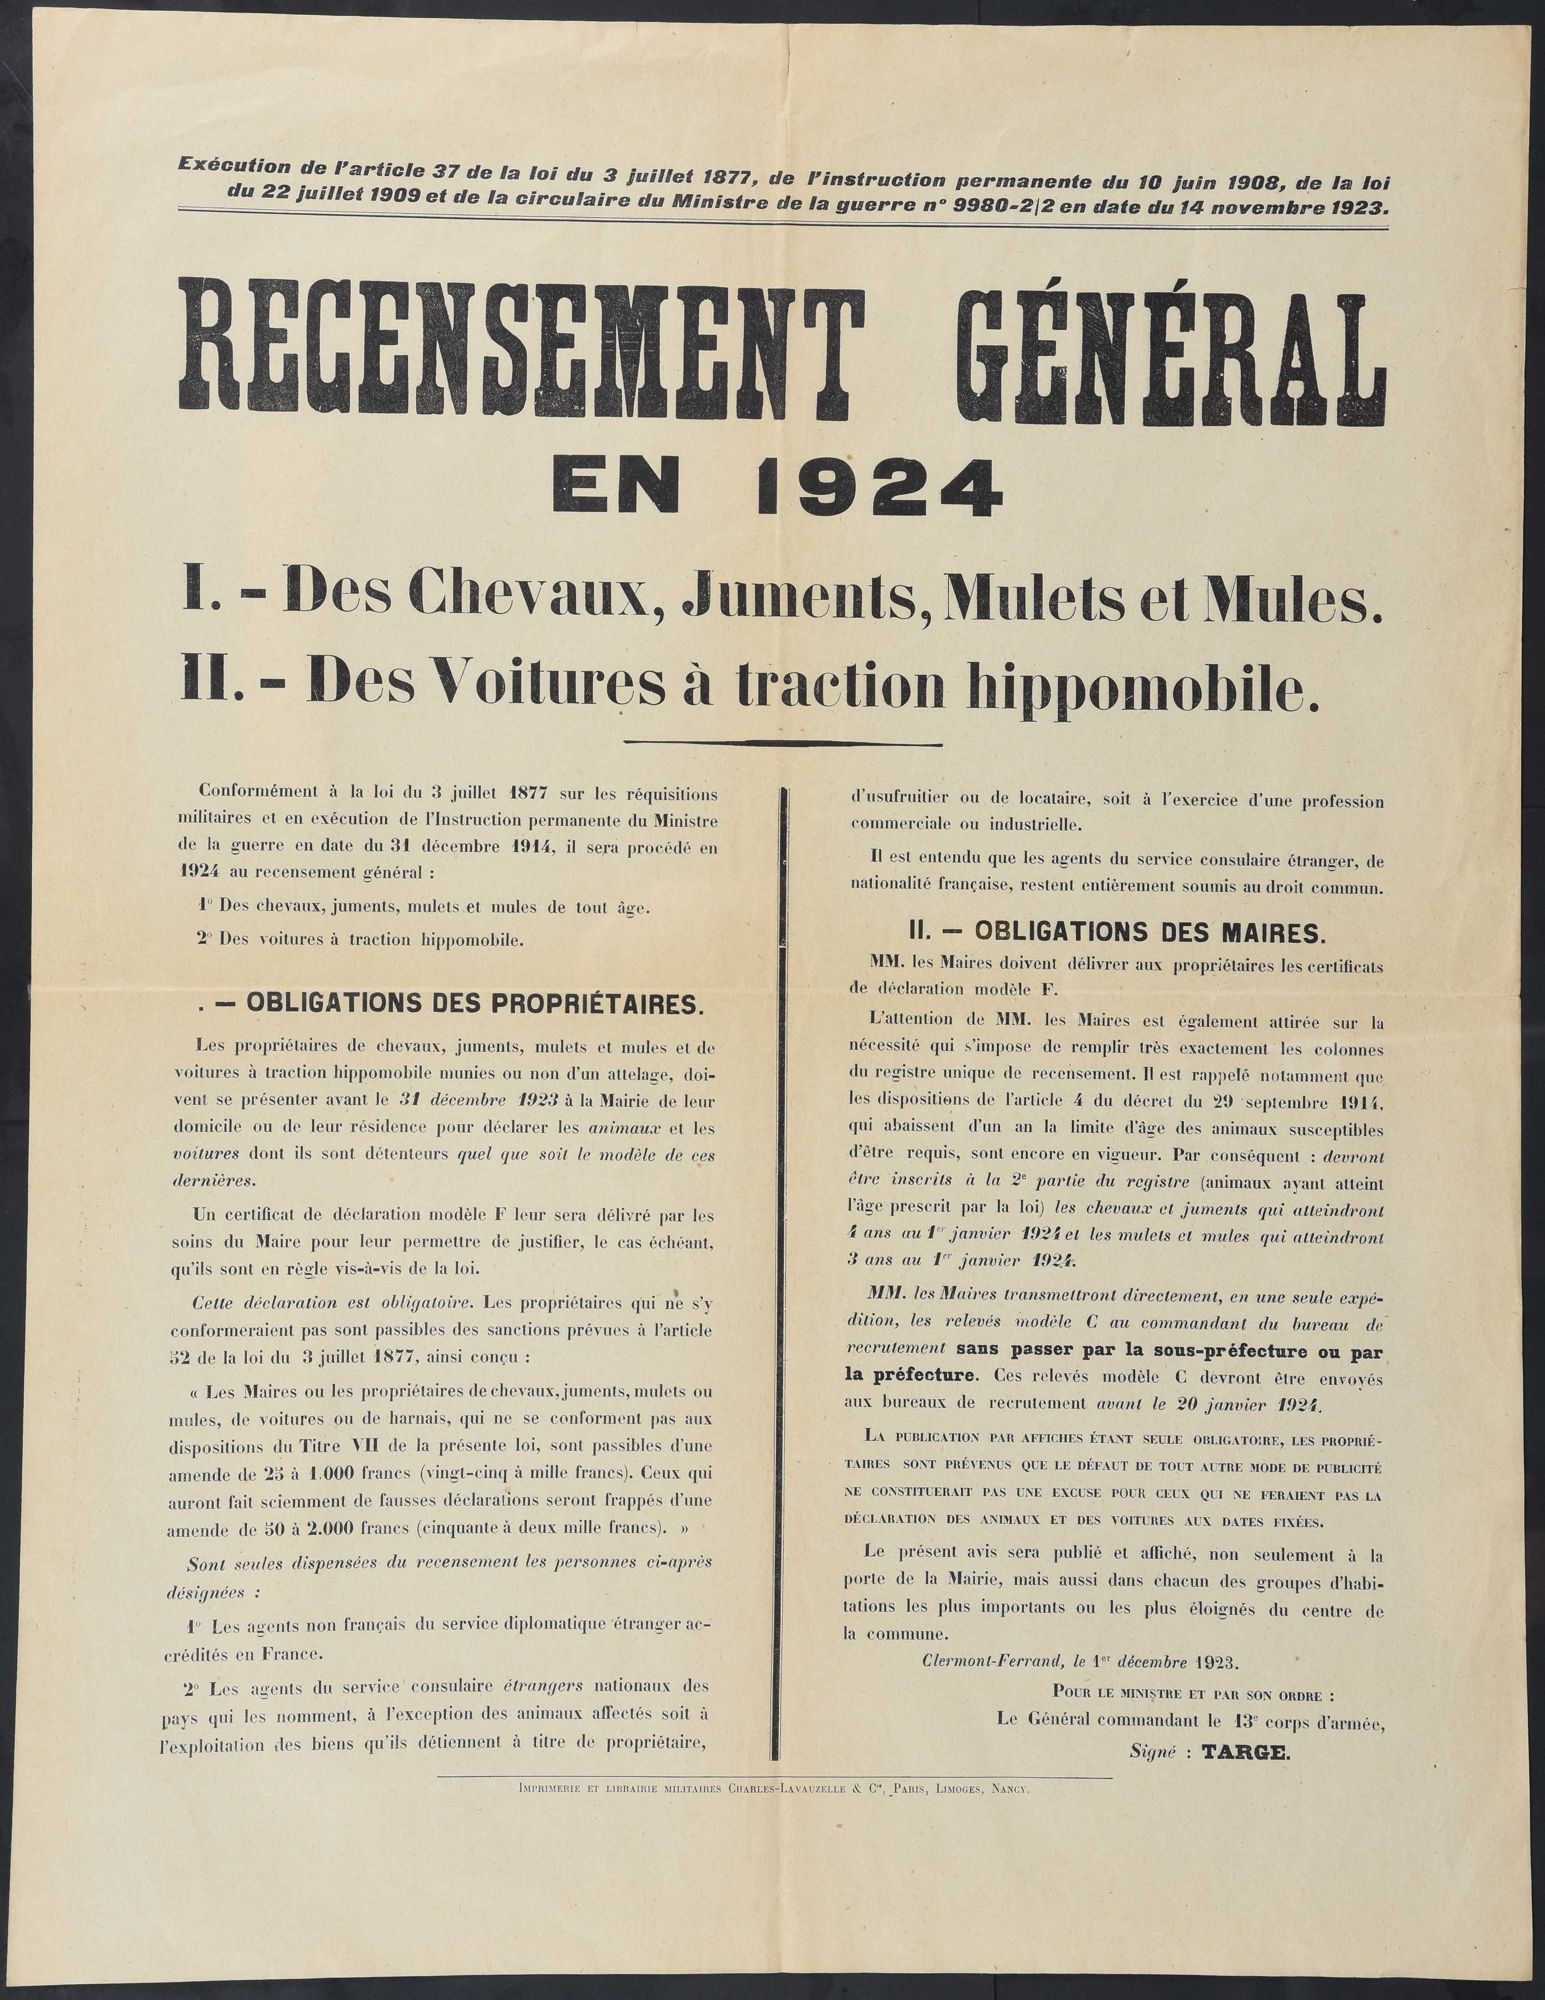 Exécution de l'article 37 de la loi du 3 juillet 1877, de l'instruction permanente du 10 juin 1908, de la loi
du 22 juillet 1909 et de la circulaire du Ministre de la guerre n° 9980-2|2 en date du 14 novembre 1923.
RECENSEMENT GÉNÉRAL
EN 1924
I. - Des Chevaux, Juments, Mulets et Mules.
II. - Des Voitures à traction hippomobile.
Conformément à la loi du 3 juillet 1877 sur les réquisitions
militaires et en exécution de l'Instruction permanente du Ministre
de la guerre en date du 31 décembre 1914, il sera procédé en
1924 au recensement général :
1° Des chevaux, juments, mulets et mules de tout âge.
2° Des voitures à traction hippomobile.
. — OBLIGATIONS DES PROPRIÉTAIRES.
Les propriétaires de chevaux, juments, mulets et mules et de
voitures à traction hippomobile munies ou non d'un attelage, doi-
vent se présenter avant le 31 décembre 1923 à la Mairie de leur
domicile ou de leur résidence pour déclarer les animaux et les
voitures dont ils sont détenteurs quel que soit le modèle de ces
dernières.
Un certificat de déclaration modèle F leur sera délivré par les
soins du Maire pour leur permettre de justifier, le cas échéant,
qu'ils sont en règle vis-à-vis de la loi.
Cette déclaration est obligatoire. Les propriétaires qui ne s'y
conformeraient pas sont passibles des sanctions prévues à l'article
52 de la loi du 3 juillet 1877, ainsi conçu :
« Les Maires ou les propriétaires de chevaux, juments, mulets ou
mules, de voitures ou de harnais, qui ne se conforment pas aux
dispositions du Titre VII de la présente loi, sont passibles d'une
amende de 25 à 1.000 francs (vingt-cinq à mille francs). Ceux qui
auront fait sciemment de fausses déclarations seront frappés d'une
amende de 50 à 2.000 francs (cinquante à deux mille francs). »
Sont seules dispensées du recensement les personnes ci-après
désignées :
1° Les agents non français du service diplomatique étranger ac-
crédités en France.
2° Les agents du service consulaire étrangers nationaux des
pays qui les nomment, à l'exception des animaux affectés soit à
l'exploitation des biens qu'ils détiennent à titre de propriétaire,
d'usufruitier ou de locataire, soit à l'exercice d'une profession
commerciale ou industrielle.
Il est entendu que les agents du service consulaire étranger, de
nationalité française, restent entièrement soumis au droit commun.
II. — OBLIGATIONS DES MAIRES.
MM. les Maires doivent délivrer aux propriétaires les certificats
de déclaration modèle F.
L'attention de MM. les Maires est également attirée sur la
nécessité qui s'impose de remplir très exactement les colonnes
du registre unique de recensement. Il est rappelé notamment que
les dispositions de l'article 4 du décret du 29 septembre 1914,
qui abaissent d'un an la limite d'âge des animaux susceptibles
d'être requis, sont encore en vigueur. Par conséquent : devront
être inscrits à la 2e partie du registre (animaux ayant atteint
l'âge prescrit par la loi) les chevaux et juments qui atteindront
4 ans au 1er janvier 1924 et les mulets et mules qui atteindront
3 ans au 1er janvier 1924.
MM. les Maires transmettront directement, en une seule expé-
dition, les relevés modèle C au commandant du bureau de
recrutement sans passer par la sous-préfecture ou par
la préfecture. Ces relevés modèle C devront être envoyés
aux bureaux de recrutement avant le 20 janvier 1924.
LA PUBLICATION PAR AFFICHES ÉTANT SEULE OBLIGATOIRE, LES PROPRIÉ-
TAIRES SONT PRÉVENUS QUE LE DÉFAUT DE TOUT AUTRE MODE DE PUBLICITÉ
NE CONSTITUERAIT PAS UNE EXCUSE POUR CEUX QUI NE FERAIENT PAS LA
DÉCLARATION DES ANIMAUX ET DES VOITURES AUX DATES FIXÉES.
Le présent avis sera publié et affiché, non seulement à la
porte de la Mairie, mais aussi dans chacun des groupes d'habi-
tations les plus importants ou les plus éloignés du centre de
la commune.
Clermont-Ferrand, le 1er décembre 1923.
POUR LE MINISTRE ET PAR SON ORDRE :
Le Général commandant le 13e corps d'armée,
Signé : TARGE.
IMPRIMERIE ET LIBRAIRIE MILITAIRES CHARLES-LAVAUZELLE & Cie, PARIS, LIMOGES, NANCY.